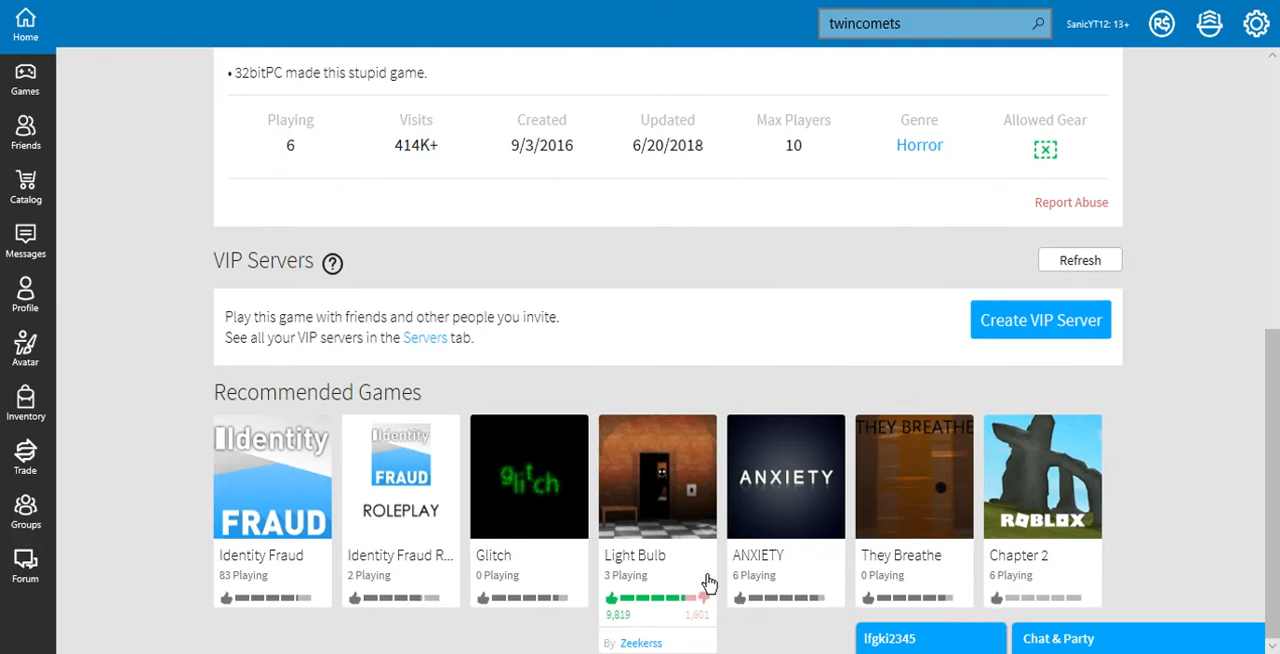 Home
twincomets
SanicYT12: 13+
R$
Games
Friends
Catalog
Messages
Profile
Avatar
Inventory
Trade
Groups
Forum
• 32bitPC made this stupid game.
Playing Visits Created Updated Max Players Genre Allowed Gear
6 414K+ 9/3/2016 6/20/2018 10 Horror
Report Abuse
VIP Servers ?
Refresh
Play this game with friends and other people you invite.
See all your VIP servers in the Servers tab.
Create VIP Server
Recommended Games
Identity
FRAUD
Identity Fraud
83 Playing
Identity
FRAUD
ROLEPLAY
Identity Fraud R...
2 Playing
glitch
Glitch
0 Playing
Light Bulb
3 Playing
9,819 1,601
By Zeekerss
ANXIETY
ANXIETY
6 Playing
THEY BREATHE
They Breathe
0 Playing
ROBLOX
Chapter 2
6 Playing
lfgki2345
Chat & Party